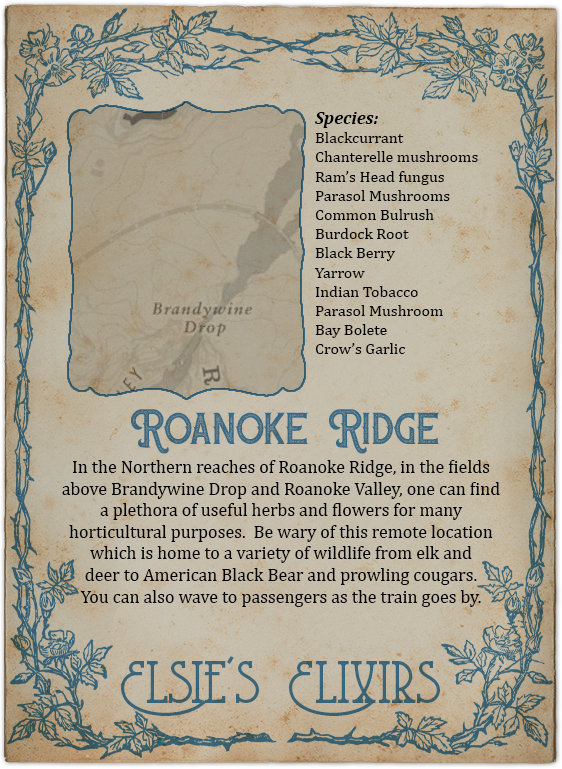 Species:
Blackcurrant
Chanterelle mushrooms
Ram's Head fungus
Parasol Mushrooms
Common Bulrush
Burdock Root
Black Berry
Yarrow
Indian Tobacco
Parasol Mushroom
Bay Bolete
Crow's Garlic
Brandywine
Drop
EY
R
Roanoke Ridge
In the Northern reaches of Roanoke Ridge, in the fields
above Brandywine Drop and Roanoke Valley, one can find
a plethora of useful herbs and flowers for many
horticultural purposes.  Be wary of this remote location
which is home to a variety of wildlife from elk and
deer to American Black Bear and prowling cougars.
You can also wave to passengers as the train goes by.
Elsie's Elixirs